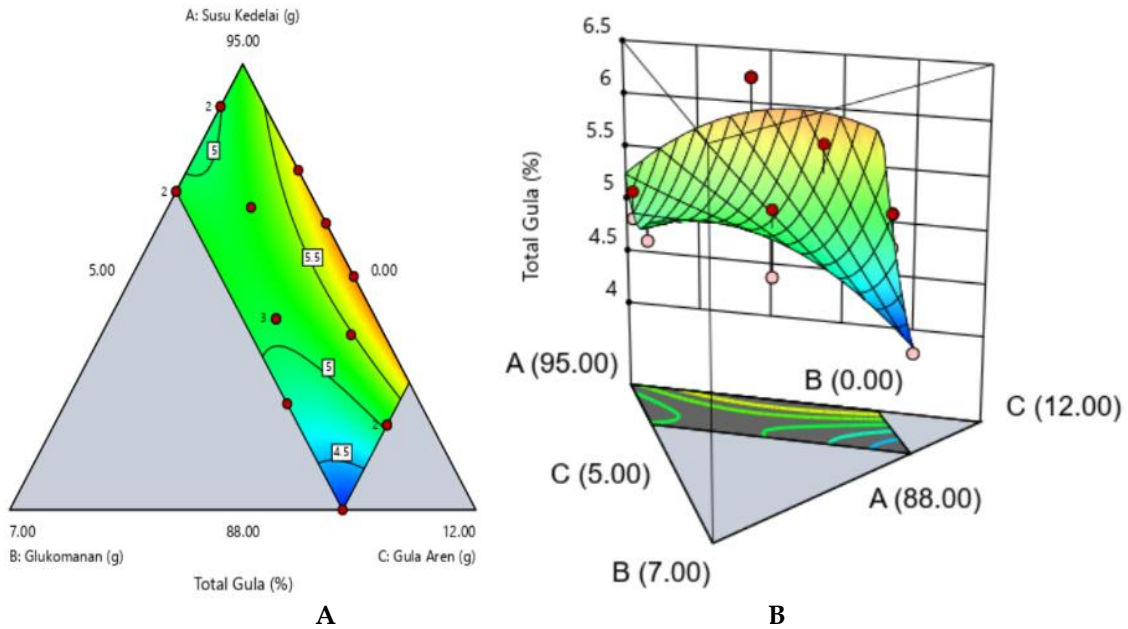 A: Susu Kedelai (g)
95.00
2
5
2
5.00
0.00
5.5
3
5
2
4.5
7.00
88.00
12.00
B: Glukomanan (g)
C: Gula Aren (g)
Total Gula (%)
A
6.5
6
5.5
5
4.5
4
Total Gula (%)
A (95.00)
B (0.00)
C (12.00)
C (5.00)
A (88.00)
B (7.00)
B